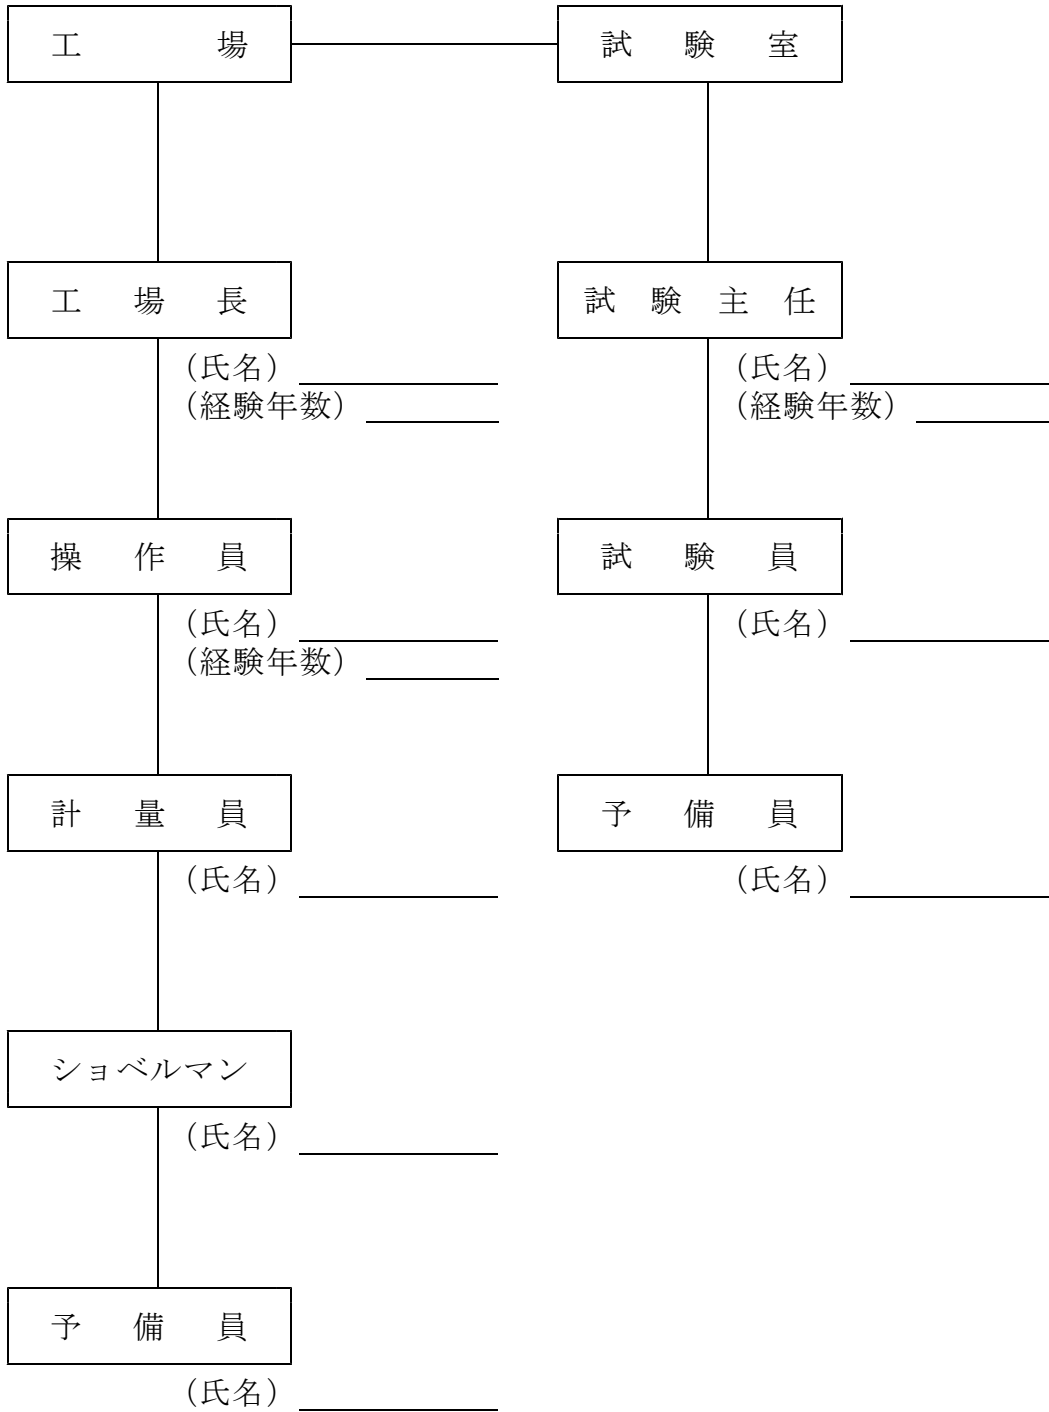 工場
試験室
工場長
試験主任
(氏名)
(氏名)
(経験年数)
(経験年数)
操作員
試験員
(氏名)
(氏名)
(経験年数)
計量員
予備員
(氏名)
(氏名)
ショベルマン
(氏名)
予備員
(氏名)